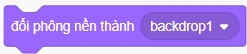 đổi phông nền thành backdrop1